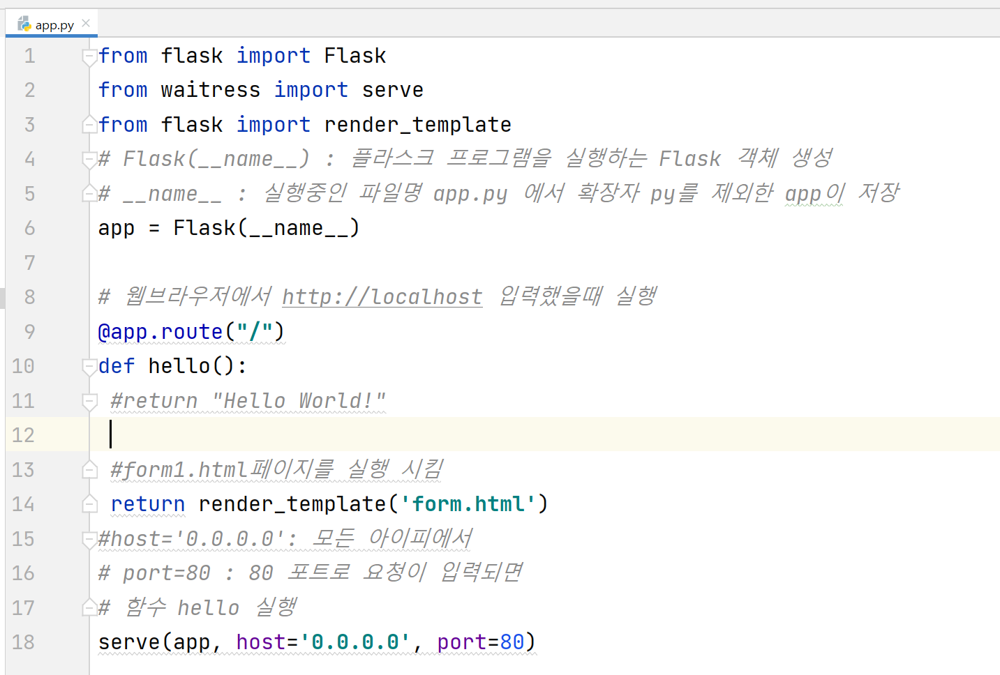 app.py
1 from flask import Flask
2 from waitress import serve
3 from flask import render_template
4 # Flask(__name__) : 플라스크 프로그램을 실행하는 Flask 객체 생성
5 # __name__ : 실행중인 파일명 app.py 에서 확장자 py를 제외한 app이 저장
6 app = Flask(__name__)
7
8 # 웹브라우저에서 http://localhost 입력했을때 실행
9 @app.route("/")
10 def hello():
11  #return "Hello World!"
12
13  #form1.html페이지를 실행 시킴
14  return render_template('form.html')
15 #host='0.0.0.0': 모든 아이피에서
16 # port=80 : 80 포트로 요청이 입력되면
17 # 함수 hello 실행
18 serve(app, host='0.0.0.0', port=80)